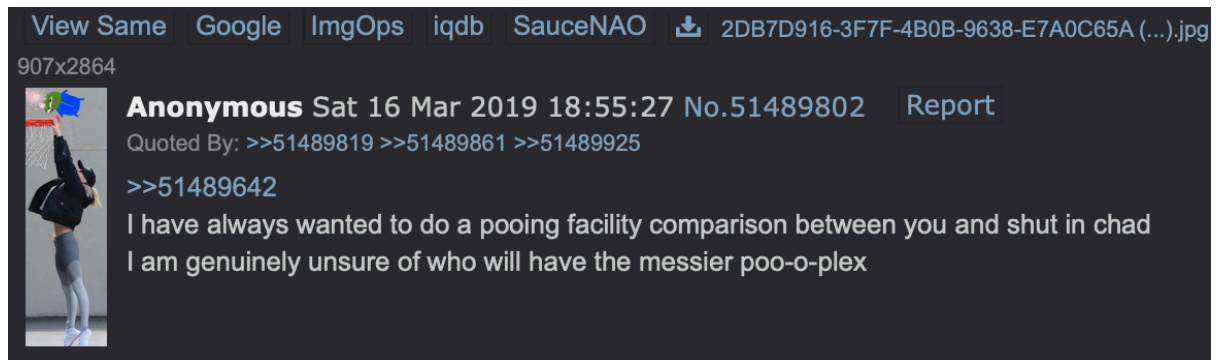 View Same Google ImgOps iqdb SauceNAO 2DB7D916-3F7F-4B0B-9638-E7A0C65A (...).jpg
907x2864
Anonymous Sat 16 Mar 2019 18:55:27 No.51489802 Report
Quoted By: >>51489819 >>51489861 >>51489925
>>51489642
I have always wanted to do a pooing facility comparison between you and shut in chad
I am genuinely unsure of who will have the messier poo-o-plex